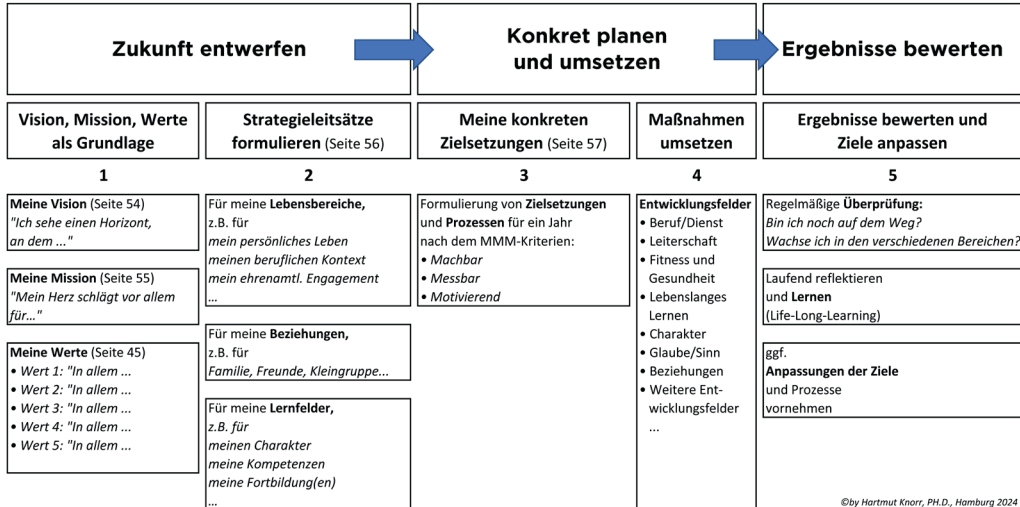 Zukunft entwerfen
Konkret planen
und umsetzen
Ergebnisse bewerten
Vision, Mission, Werte
als Grundlage
Strategieleitsätze
formulieren (Seite 56)
Meine konkreten
Zielsetzungen (Seite 57)
Maßnahmen
umsetzen
Ergebnisse bewerten und
Ziele anpassen
1
2
3
4
5
Meine Vision (Seite 54)
"Ich sehe einen Horizont,
an dem ..."
Meine Mission (Seite 55)
"Mein Herz schlägt vor allem
für..."
Meine Werte (Seite 45)
• Wert 1: "In allem ...
• Wert 2: "In allem ...
• Wert 3: "In allem ...
• Wert 4: "In allem ...
• Wert 5: "In allem ...
Für meine Lebensbereiche,
z.B. für
mein persönliches Leben
meinen beruflichen Kontext
mein ehrenamtl. Engagement
...
Für meine Beziehungen,
z.B. für
Familie, Freunde, Kleingruppe...
Für meine Lernfelder,
z.B. für
meinen Charakter
meine Kompetenzen
meine Fortbildung(en)
...
Formulierung von Zielsetzungen
und Prozessen für ein Jahr
nach dem MMM-Kriterien:
• Machbar
• Messbar
• Motivierend
Entwicklungsfelder
• Beruf/Dienst
• Leiterschaft
• Fitness und
Gesundheit
• Lebenslanges
Lernen
• Charakter
• Glaube/Sinn
• Beziehungen
• Weitere Ent-
wicklungsfelder
...
Regelmäßige Überprüfung:
Bin ich noch auf dem Weg?
Wachse ich in den verschiedenen Bereichen?
Laufend reflektieren
und Lernen
(Life-Long-Learning)
ggf.
Anpassungen der Ziele
und Prozesse
vornehmen
©by Hartmut Knorr, PH.D., Hamburg 2024